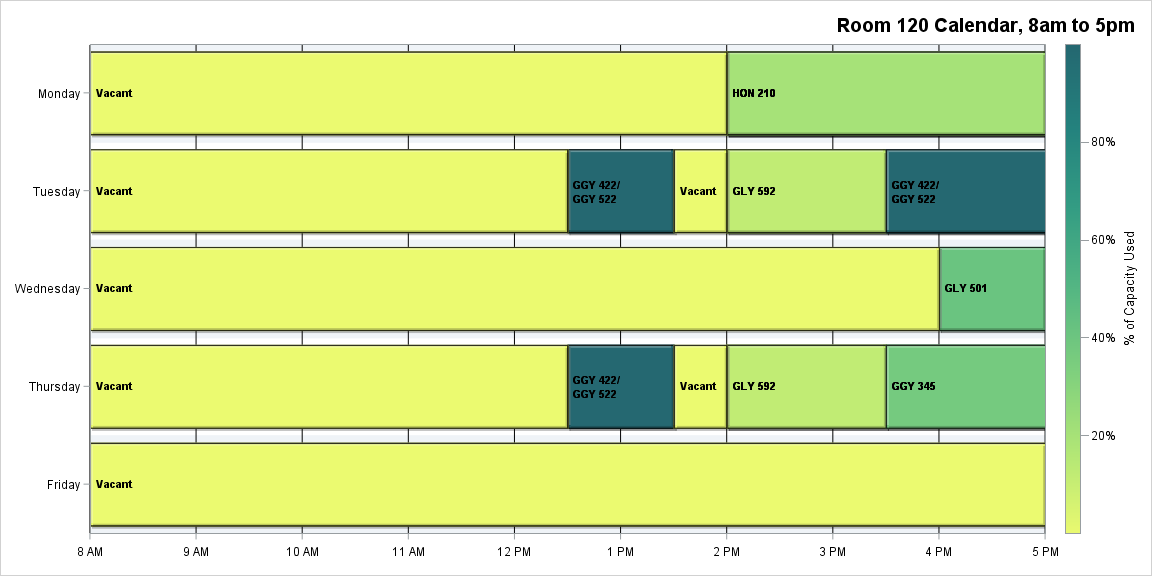 Room 120 Calendar, 8am to 5pm
Monday
Vacant
HON 210
Tuesday
Vacant
GGY 422/
GGY 522
Vacant
GLY 592
GGY 422/
GGY 522
Wednesday
Vacant
GLY 501
Thursday
Vacant
GGY 422/
GGY 522
Vacant
GLY 592
GGY 345
Friday
Vacant
8 AM
9 AM
10 AM
11 AM
12 PM
1 PM
2 PM
3 PM
4 PM
5 PM
80%
60%
40%
20%
% of Capacity Used